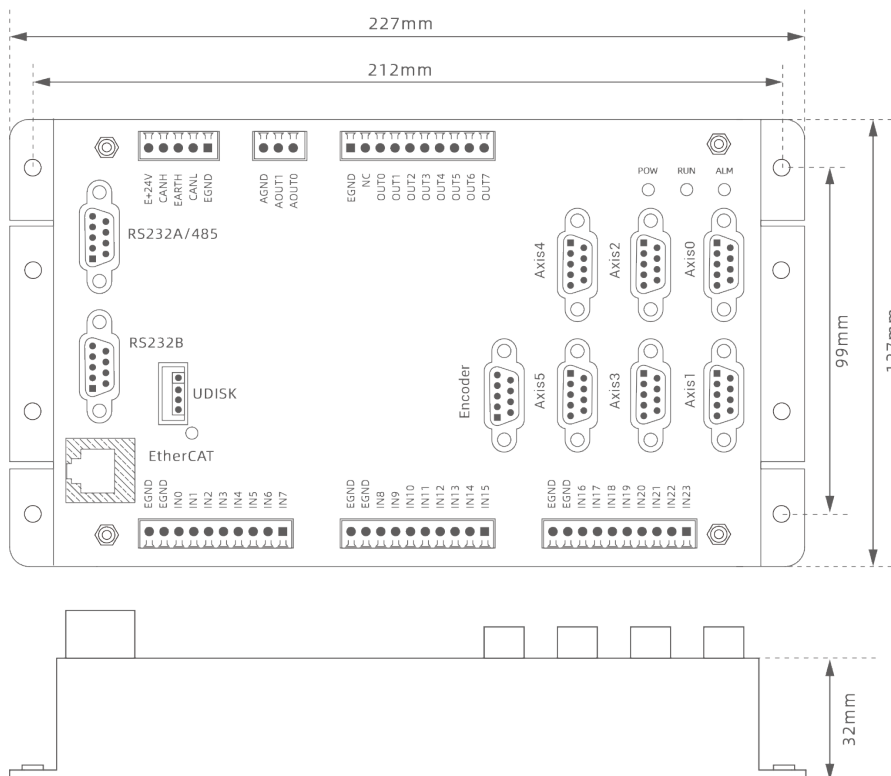 227mm
212mm
E+24V
CANH
EARTH
CANL
EGND
AGND
AOUT1
AOUT0
EGND
NC
OUT0
OUT1
OUT2
OUT3
OUT4
OUT5
OUT6
OUT7
POW
RUN
ALM
RS232A/485
Axis4
Axis2
Axis0
RS232B
UDISK
EtherCAT
Encoder
Axis5
Axis3
Axis1
99mm
EGND
EGND
IN0
IN1
IN2
IN3
IN4
IN5
IN6
IN7
EGND
EGND
IN8
IN9
IN10
IN11
IN12
IN13
IN14
IN15
EGND
EGND
IN16
IN17
IN18
IN19
IN20
IN21
IN22
IN23
32mm